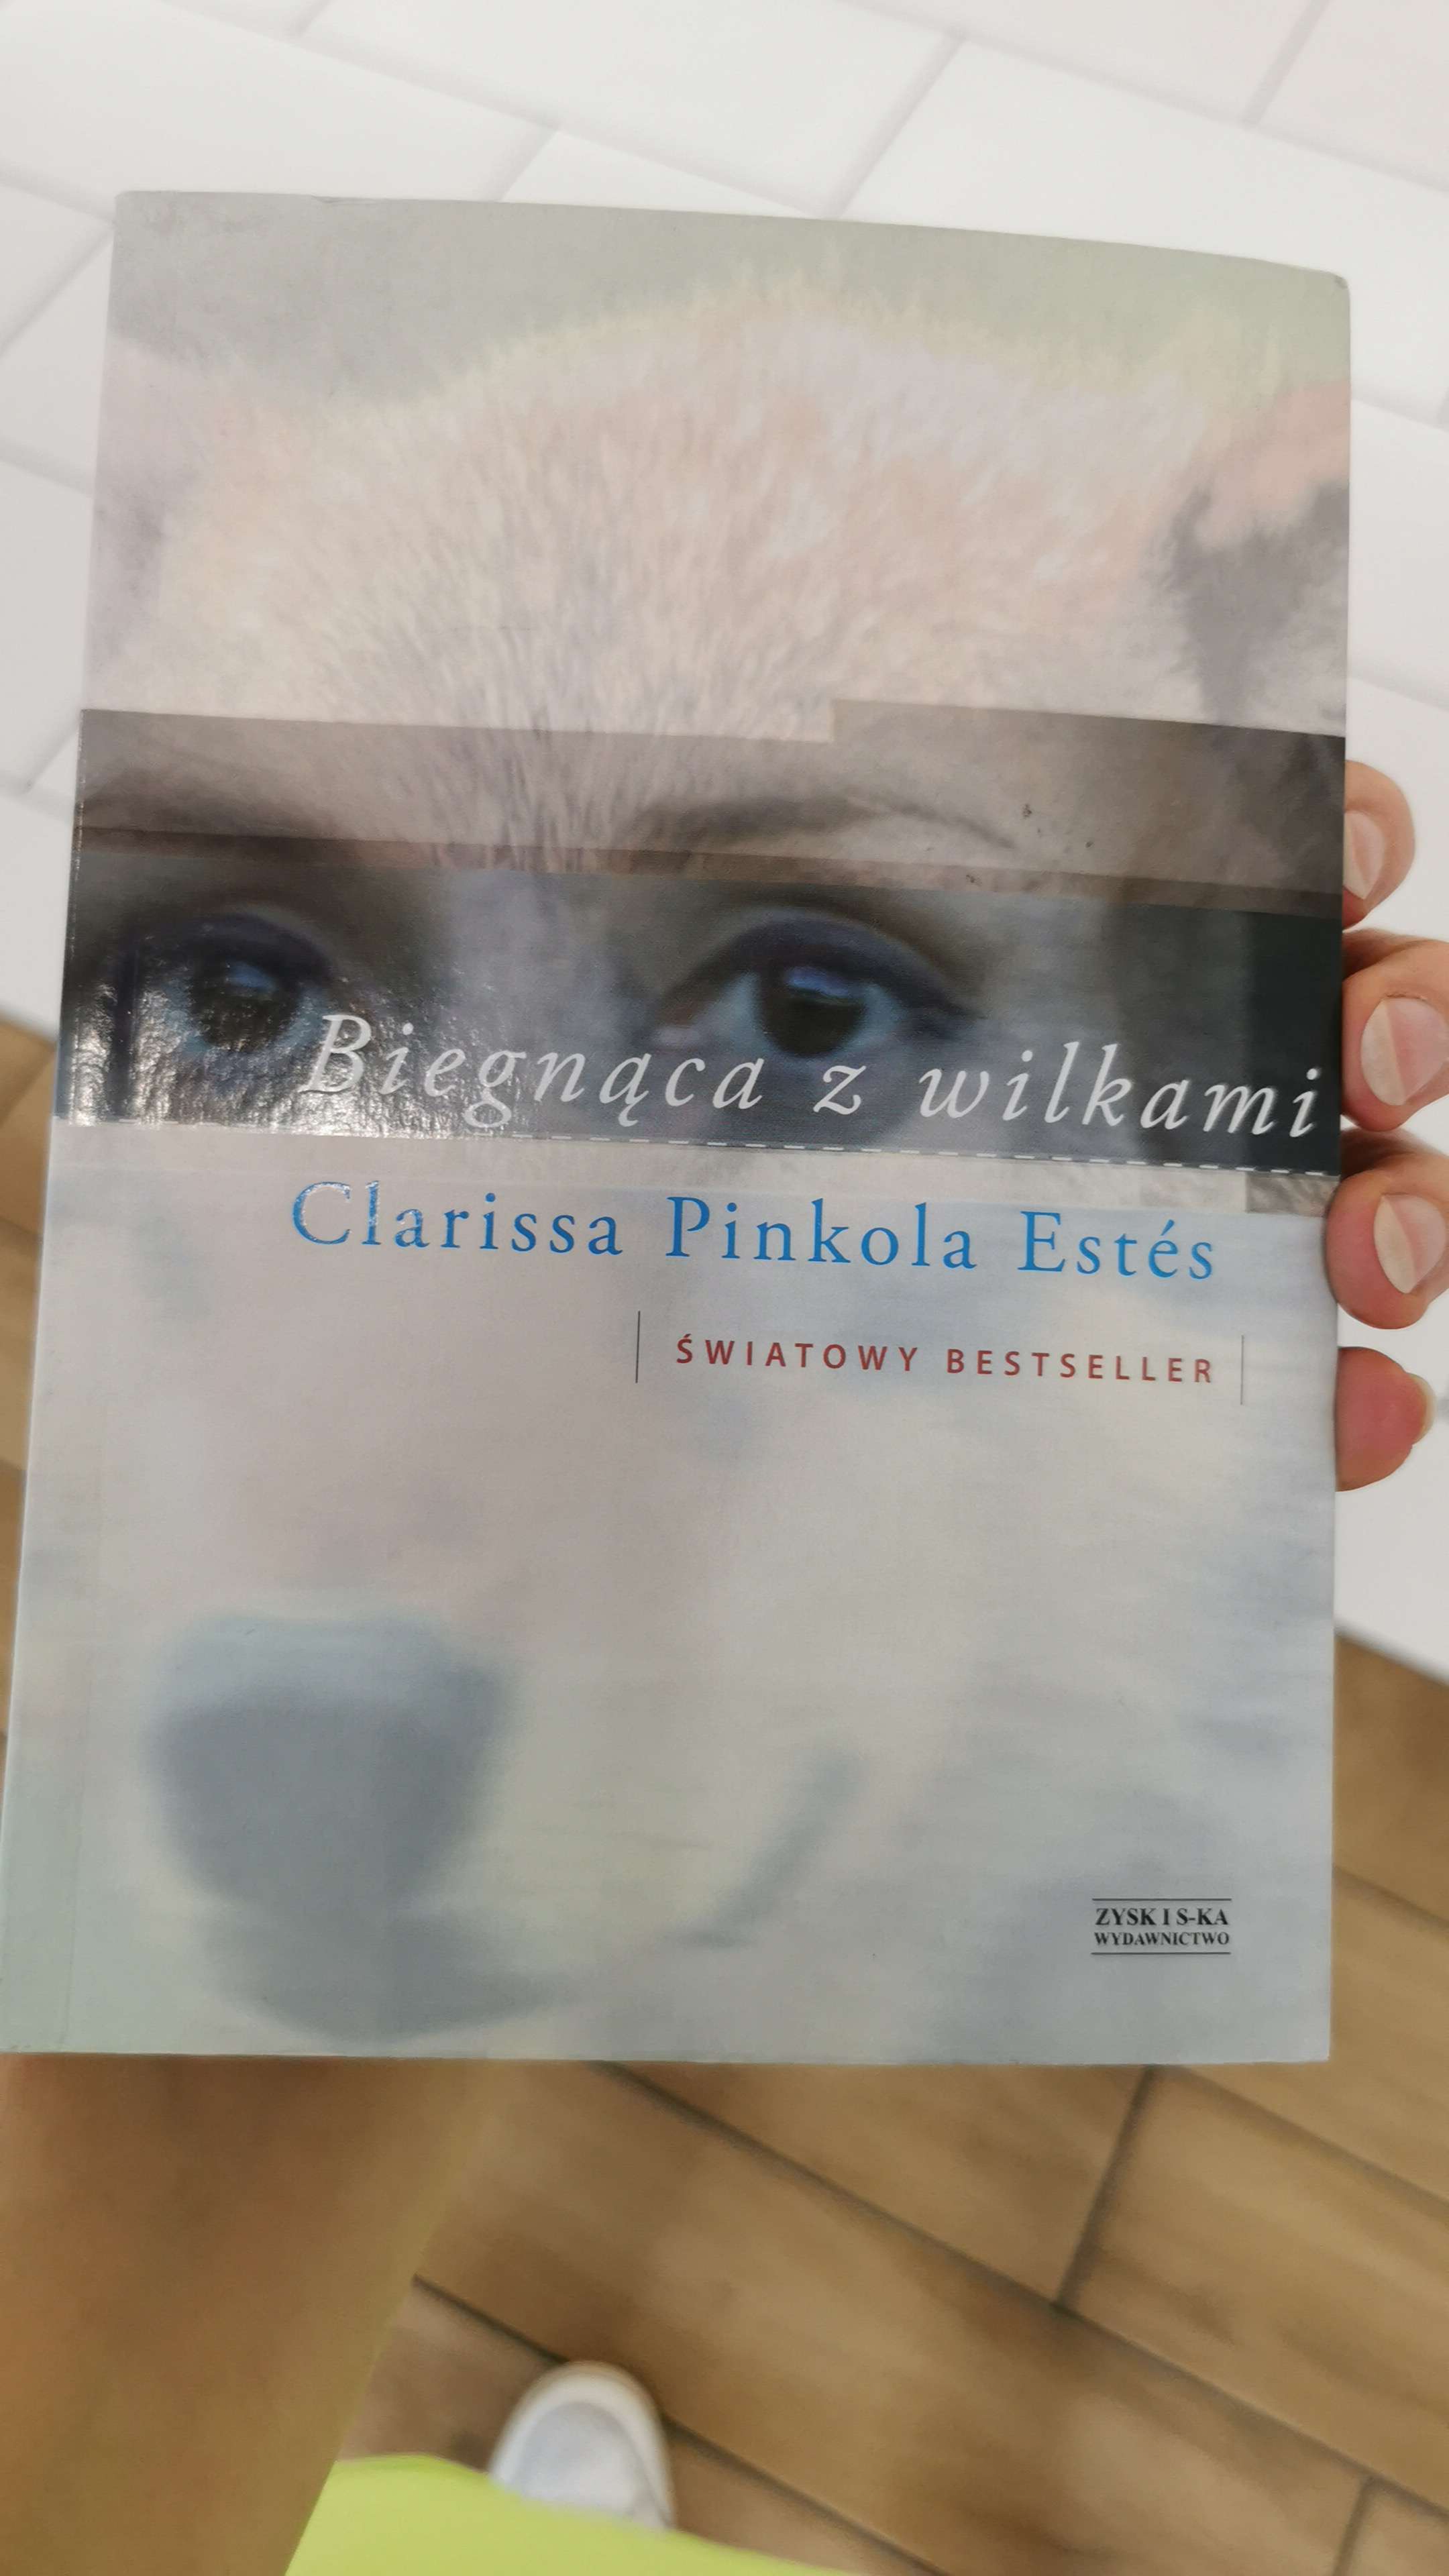 Biegnąca z wilkami
Clarissa Pinkola Estés
ŚWIATOWY BESTSELLER
ZYSK I S-KA
WYDAWNICTWO